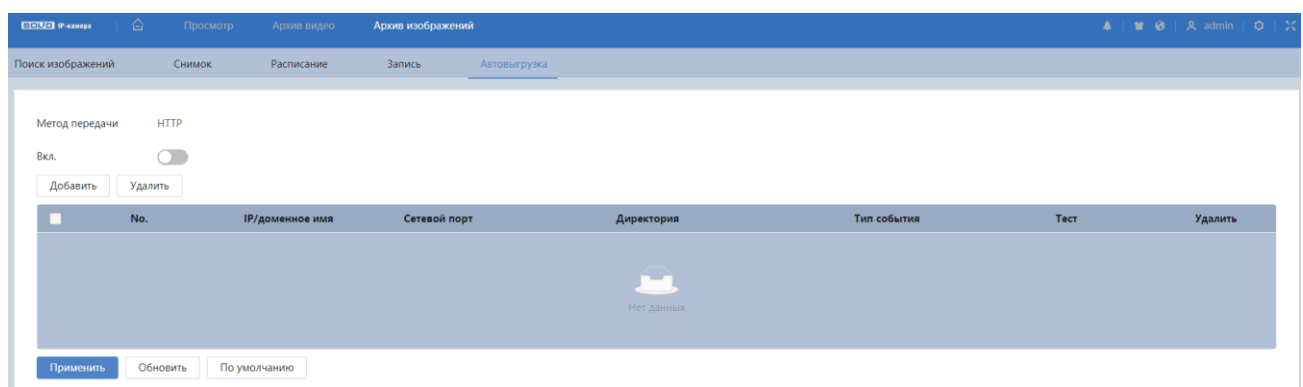 BOLID IP-камера Просмотр Архив видео Архив изображений admin
Поиск изображений Снимок Расписание Запись Автовыгрузка
Метод передачи HTTP
Вкл.
Добавить Удалить
No. IP/доменное имя Сетевой порт Директория Тип события Тест Удалить
Нет данных
Применить Обновить По умолчанию